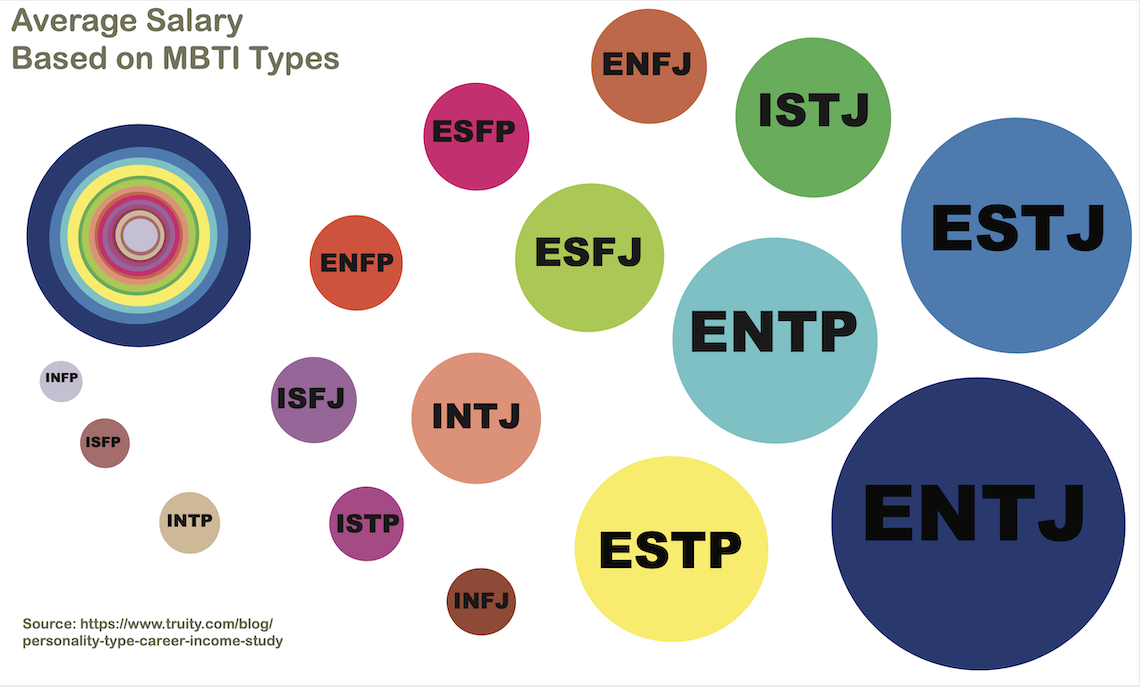 Average Salary
Based on MBTI Types
ENFJ
ISTJ
ESFP
ESTJ
ESFJ
ENFP
ENTP
INFP
ISFJ
INTJ
ISFP
ENTJ
INTP
ISTP
ESTP
INFJ
Source: https://www.truity.com/blog/
personality-type-career-income-study